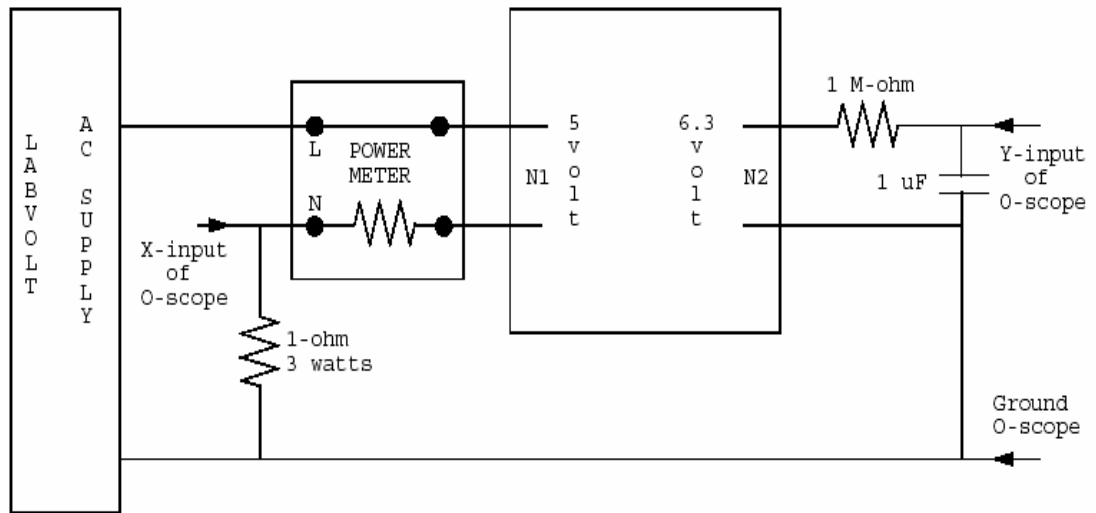 LABVOLT
AC SUPPLY
L
POWER
METER
N
X-input
of
O-scope
1-ohm
3 watts
N1
5 volt
6.3 volt
N2
1 M-ohm
1 uF
Y-input
of
O-scope
Ground
O-scope